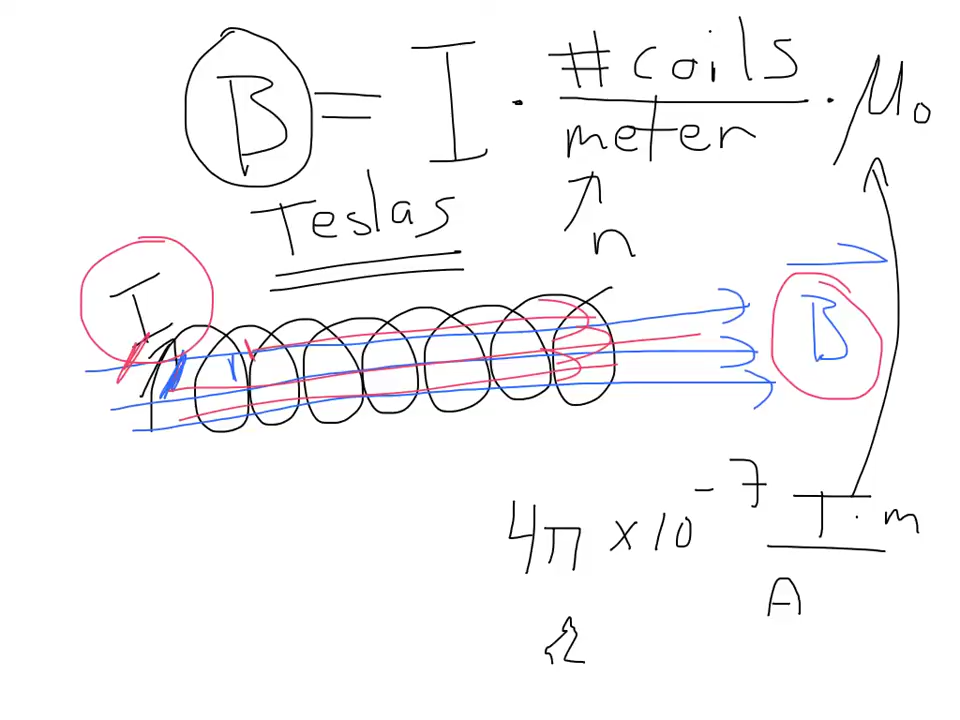 B = I · #coils / meter · μ₀
Teslas
n
I
B
4π × 10⁻⁷ T·m / A